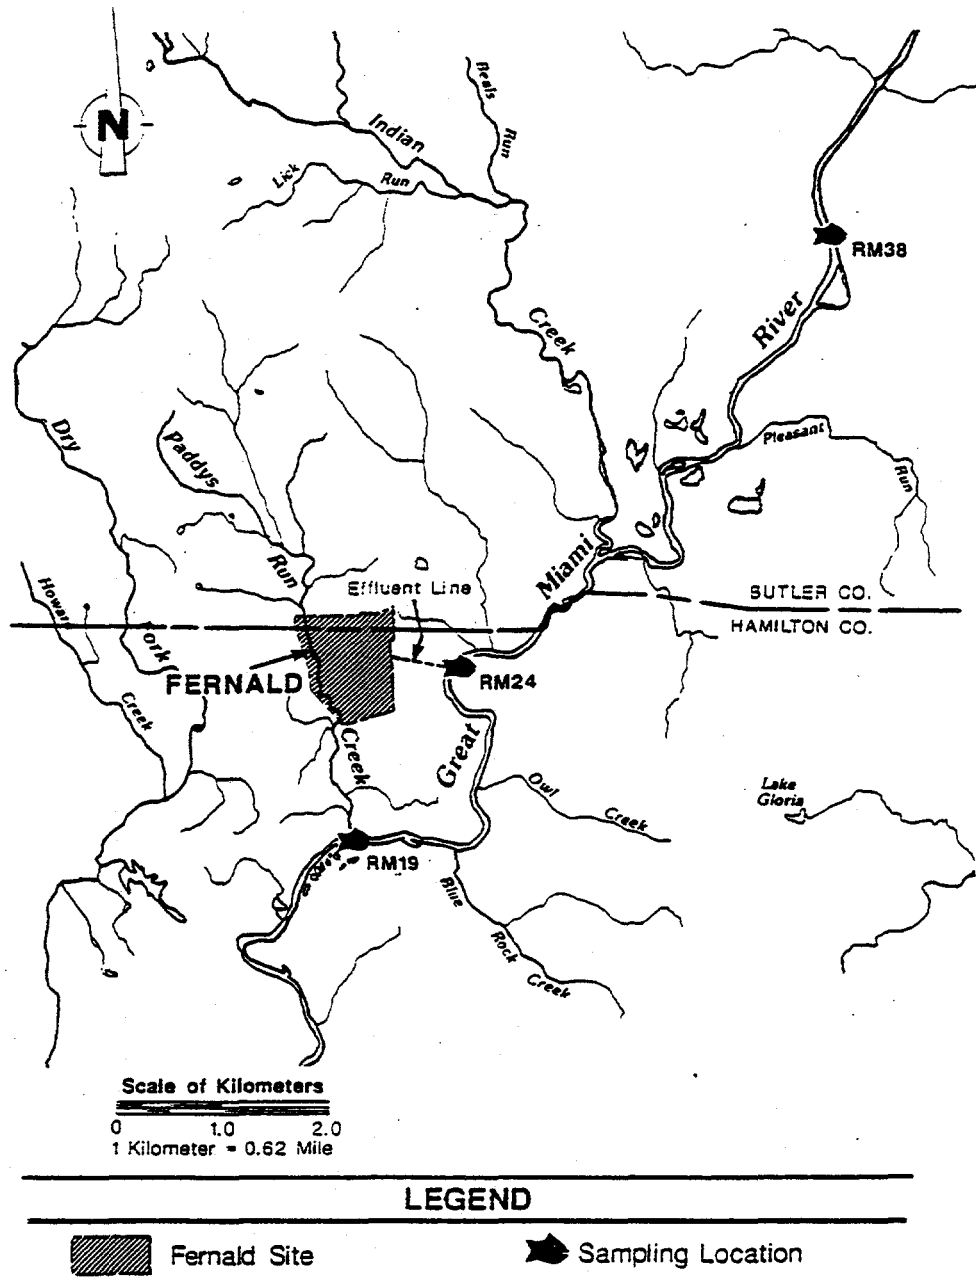 N
Indian
Beals
Run
Lick
Run
RM38
Creek
River
Dry
Paddys
Pleasant
Run
Run
Miami
Effluent Line
Howard
BUTLER CO.
HAMILTON CO.
Fork
FERNALD
RM24
Creek
Creek
Great
Owl
Creek
Lake
Gloria
RM19
Blue
Rock
Creek
Scale of Kilometers
0 1.0 2.0
1 Kilometer = 0.62 Mile
LEGEND
Fernald Site
Sampling Location